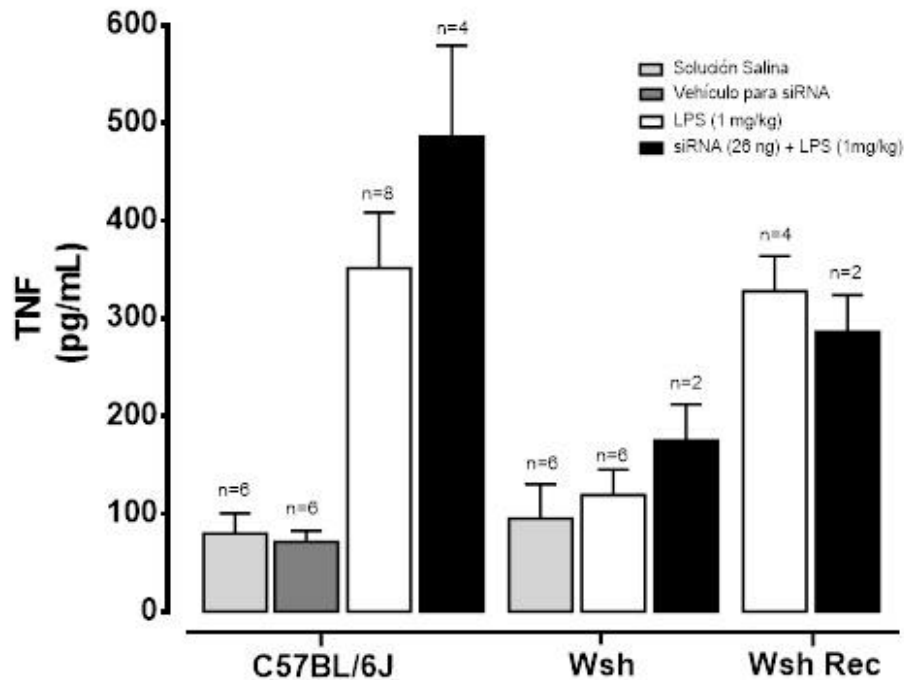 600
500
400
300
200
100
0
TNF
(pg/mL)
n=6
n=6
n=8
n=4
n=6
n=6
n=2
n=4
n=2
Solución Salina
Vehículo para siRNA
LPS (1 mg/kg)
siRNA (26 ng) + LPS (1mg/kg)
C57BL/6J
Wsh
Wsh Rec